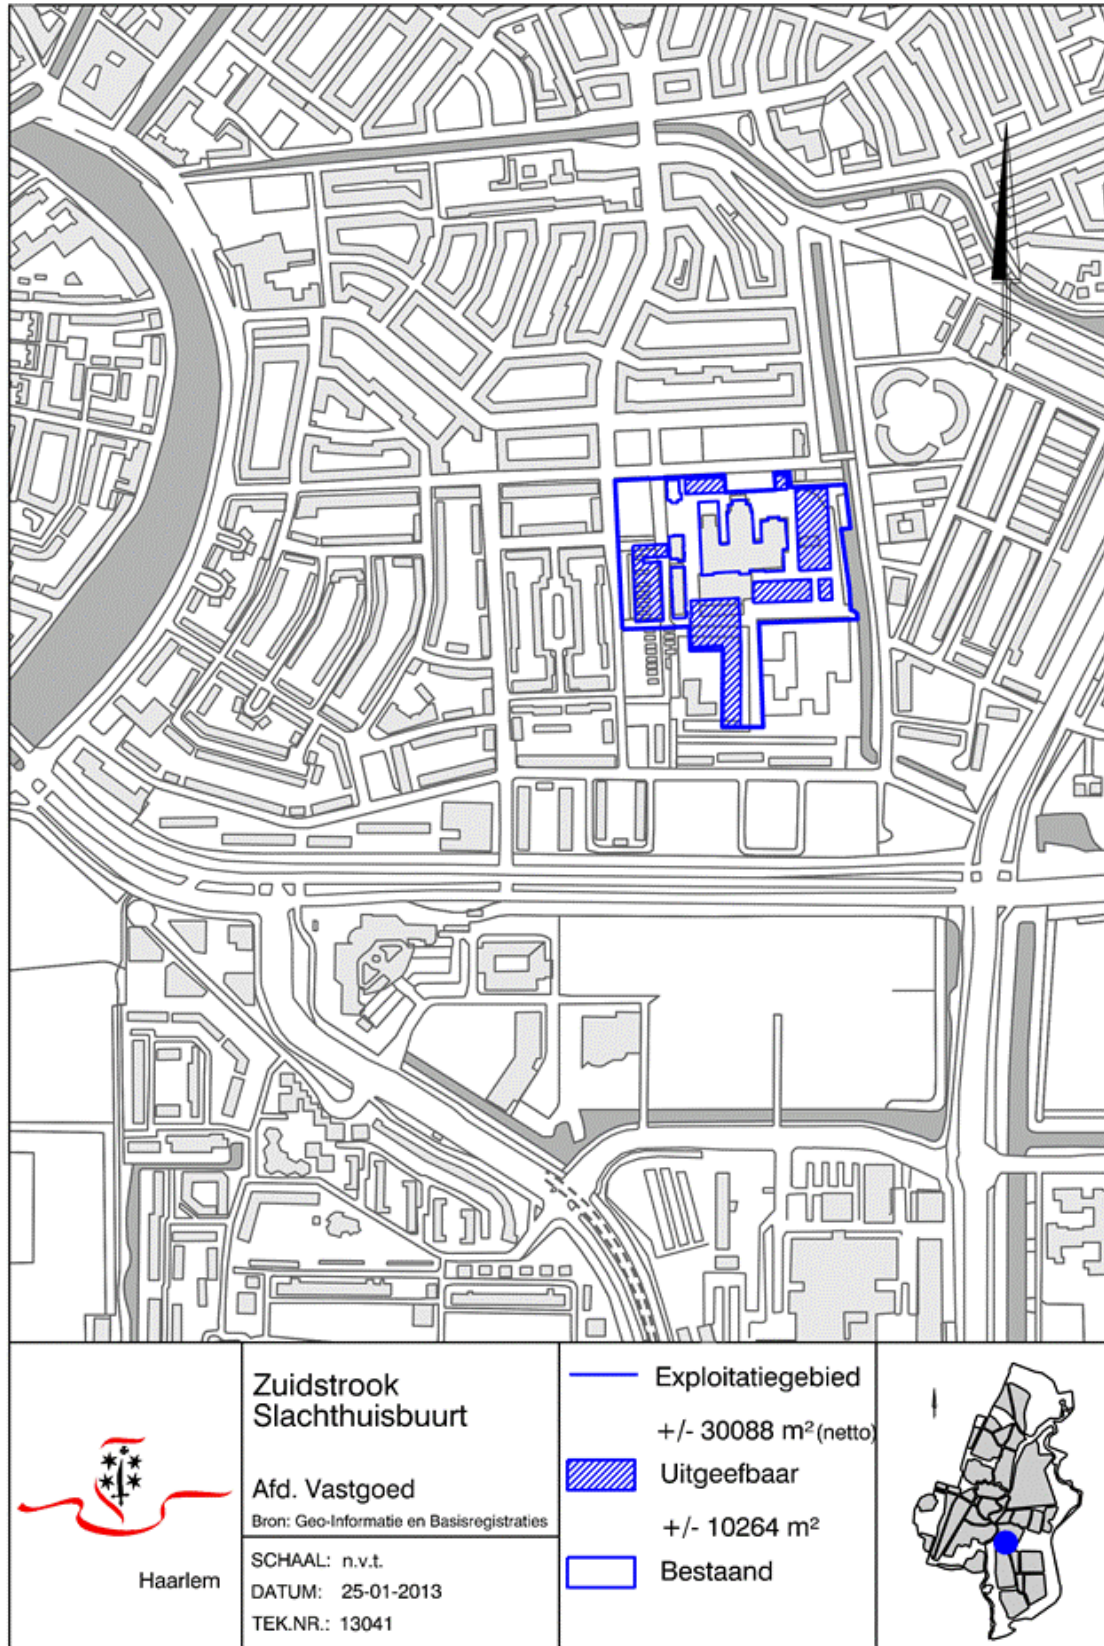 Haarlem
Zuidstrook
Slachthuisbuurt
Afd. Vastgoed
Bron: Geo-Informatie en Basisregistraties
SCHAAL: n.v.t.
DATUM: 25-01-2013
TEK.NR.: 13041
Exploitatiegebied
+/- 30088 m² (netto)
Uitgeefbaar
+/- 10264 m²
Bestaand